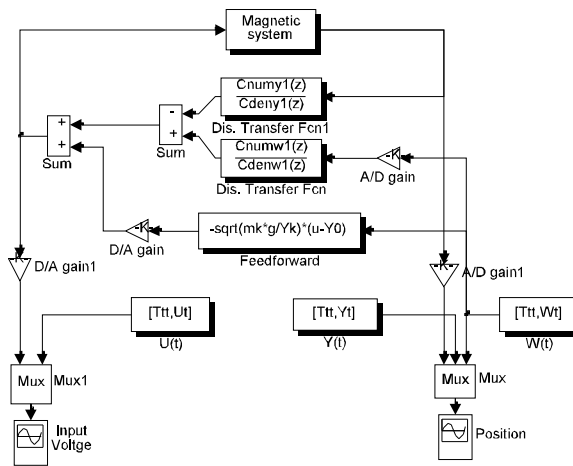 Magnetic
system
Cnumy1(z)
Cdeny1(z)
Dis. Transfer Fcn1
-
+
Sum
+
+
Sum
Cnumw1(z)
Cdenw1(z)
Dis. Transfer Fcn
-K-
A/D gain
-K-
D/A gain
-sqrt(mk*g/Yk)*(u-Y0)
Feedforward
D/A gain1
A/D gain1
[Ttt,Ut]
U(t)
[Ttt,Yt]
Y(t)
[Ttt,Wt]
W(t)
Mux
Mux1
Mux
Mux
Input
Voltge
Position